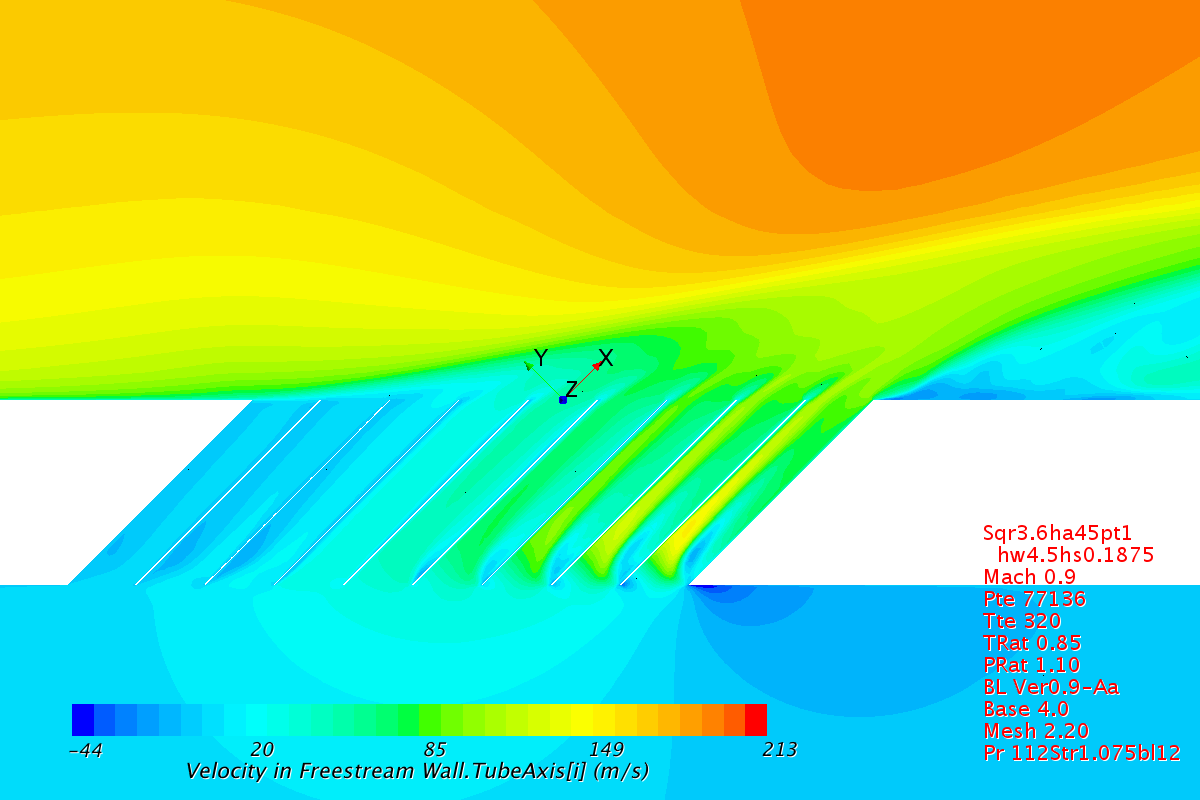 Y X
Z
Sqr3.6ha45pt1
hw4.5hs0.1875
Mach 0.9
Pte 77136
Tte 320
TRat 0.85
PRat 1.10
BL Ver0.9-Aa
Base 4.0
Mesh 2.20
Pr 112Str1.075bl12
-44 20 85 149 213
Velocity in Freestream Wall.TubeAxis[i] (m/s)